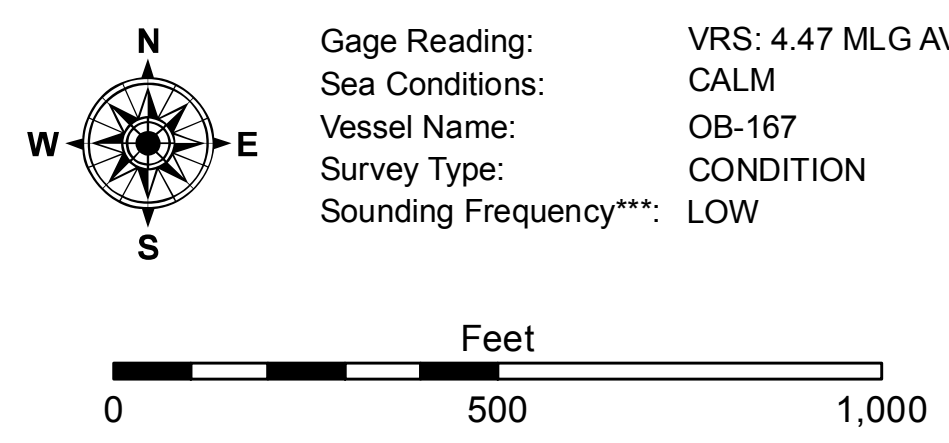 N
W E
S
Gage Reading: VRS: 4.47 MLG
Sea Conditions: CALM
Vessel Name: OB-167
Survey Type: CONDITION
Sounding Frequency***: LOW
Feet
0 500 1,000